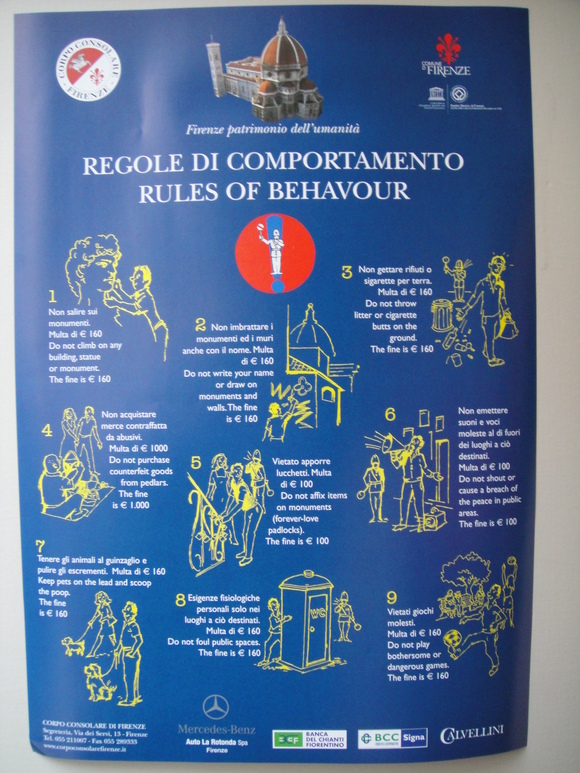 CORPO CONSOLARE
FIRENZE
COMUNE
DI FIRENZE
Firenze patrimonio dell'umanità
REGOLE DI COMPORTAMENTO
RULES OF BEHAVOUR
1
Non salire sui
monumenti.
Multa di € 160
Do not climb on any
building, statue
or monument.
The fine is € 160
2 Non imbrattare i
monumenti ed i muri
anche con il nome. Multa
di € 160
Do not write your name
or draw on
monuments and
walls. The fine
is € 160
3 Non gettare rifiuti o
sigarette per terra.
Multa di € 160
Do not throw
litter or cigarette
butts on the
ground.
The fine is € 160
4
Non acquistare
merce contraffatta
da abusivi.
Multa di € 1000
Do not purchase
counterfeit goods
from pedlars.
The fine
is € 1.000
5
Vietato apporre
lucchetti. Multa
di € 100
Do not affix items
on monuments
(forever-love
padlocks).
The fine is € 100
6
Non emettere
suoni e voci
moleste al di fuori
dei luoghi a ciò
destinati.
Multa di € 100
Do not shout or
cause a breach of
the peace in public
areas.
The fine is € 100
7
Tenere gli animali al guinzaglio e
pulire gli escrementi. Multa di € 160
Keep pets on the lead and scoop
the poop.
The fine
is € 160
8 Esigenze fisiologiche
personali solo nei
luoghi a ciò destinati.
Multa di € 160
Do not foul public spaces.
The fine is € 160
WC
9
Vietati giochi
molesti.
Multa di € 160
Do not play
bothersome or
dangerous games.
The fine is € 160
CORPO CONSOLARE DI FIRENZE
Segreteria, Via dei Servi, 13 - Firenze
Tel. 055 211007 - Fax 055 289333
www.corpoconsolarefirenze.it
Mercedes-Benz
Auto La Rotonda Spa
Firenze
BANCA
DEL CHIANTI
FIORENTINO
BCC
Signa
CALVELLINI